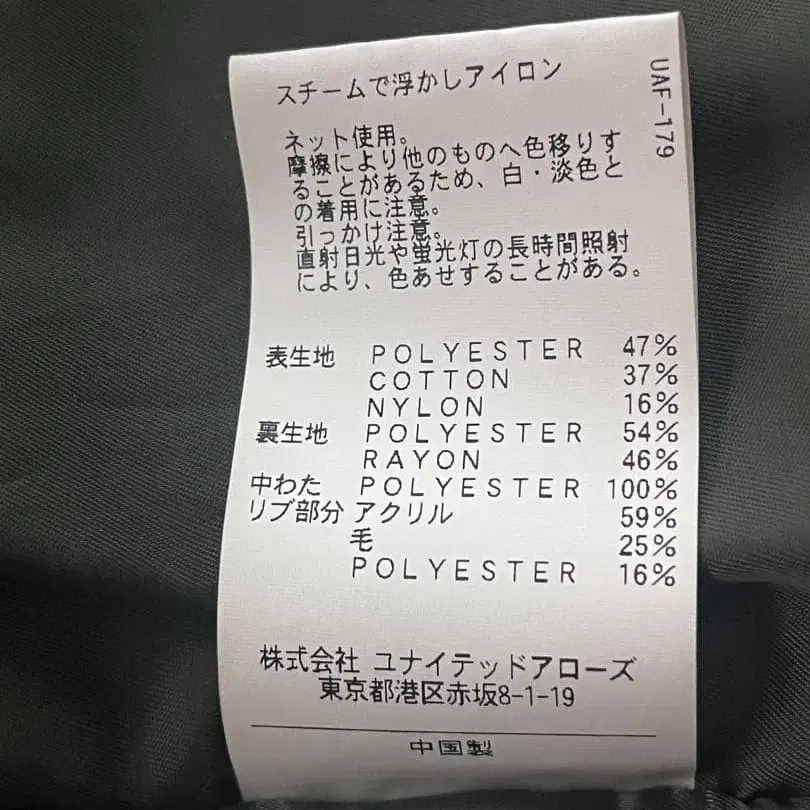 UAF-179
スチームで浮かしアイロン
ネット使用。
摩擦により他のものへ色移りす
ることがあるため、白・淡色と
の着用に注意。
引っかけ注意。
直射日光や蛍光灯の長時間照射
により、色あせすることがある。
表生地 POLYESTER 47%
COTTON 37%
NYLON 16%
裏生地 POLYESTER 54%
RAYON 46%
中わた POLYESTER 100%
リブ部分 アクリル 59%
毛 25%
POLYESTER 16%
株式会社 ユナイテッドアローズ
東京都港区赤坂8-1-19
中国製